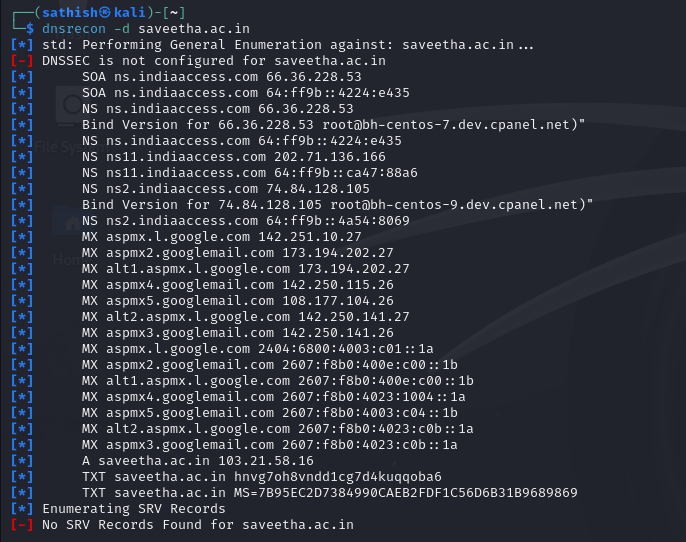 ┌──(sathish㉿kali)-[~]
└─$ dnsrecon -d saveetha.ac.in
[*] std: Performing General Enumeration against: saveetha.ac.in...
[-] DNSSEC is not configured for saveetha.ac.in
[*] SOA ns.indiaaccess.com 66.36.228.53
[*] SOA ns.indiaaccess.com 64:ff9b::4224:e435
[*] NS ns.indiaaccess.com 66.36.228.53
[*] Bind Version for 66.36.228.53 root@bh-centos-7.dev.cpanel.net)"
[*] NS ns.indiaaccess.com 64:ff9b::4224:e435
[*] NS ns11.indiaaccess.com 202.71.136.166
[*] NS ns11.indiaaccess.com 64:ff9b::ca47:88a6
[*] NS ns2.indiaaccess.com 74.84.128.105
[*] Bind Version for 74.84.128.105 root@bh-centos-9.dev.cpanel.net)"
[*] NS ns2.indiaaccess.com 64:ff9b::4a54:8069
[*] MX aspmx.l.google.com 142.251.10.27
[*] MX aspmx2.googlemail.com 173.194.202.27
[*] MX alt1.aspmx.l.google.com 173.194.202.27
[*] MX aspmx4.googlemail.com 142.250.115.26
[*] MX aspmx5.googlemail.com 108.177.104.26
[*] MX alt2.aspmx.l.google.com 142.250.141.27
[*] MX aspmx3.googlemail.com 142.250.141.26
[*] MX aspmx.l.google.com 2404:6800:4003:c01::1a
[*] MX aspmx2.googlemail.com 2607:f8b0:400e:c00::1b
[*] MX alt1.aspmx.l.google.com 2607:f8b0:400e:c00::1b
[*] MX aspmx4.googlemail.com 2607:f8b0:4023:1004::1a
[*] MX aspmx5.googlemail.com 2607:f8b0:4003:c04::1b
[*] MX alt2.aspmx.l.google.com 2607:f8b0:4023:c0b::1a
[*] MX aspmx3.googlemail.com 2607:f8b0:4023:c0b::1a
[*] A saveetha.ac.in 103.21.58.16
[*] TXT saveetha.ac.in hnvg7oh8vndd1cg7d4kuqqoba6
[*] TXT saveetha.ac.in MS=7B95EC2D7384990CAEB2FDF1C56D6B31B9689869
[*] Enumerating SRV Records
[-] No SRV Records Found for saveetha.ac.in